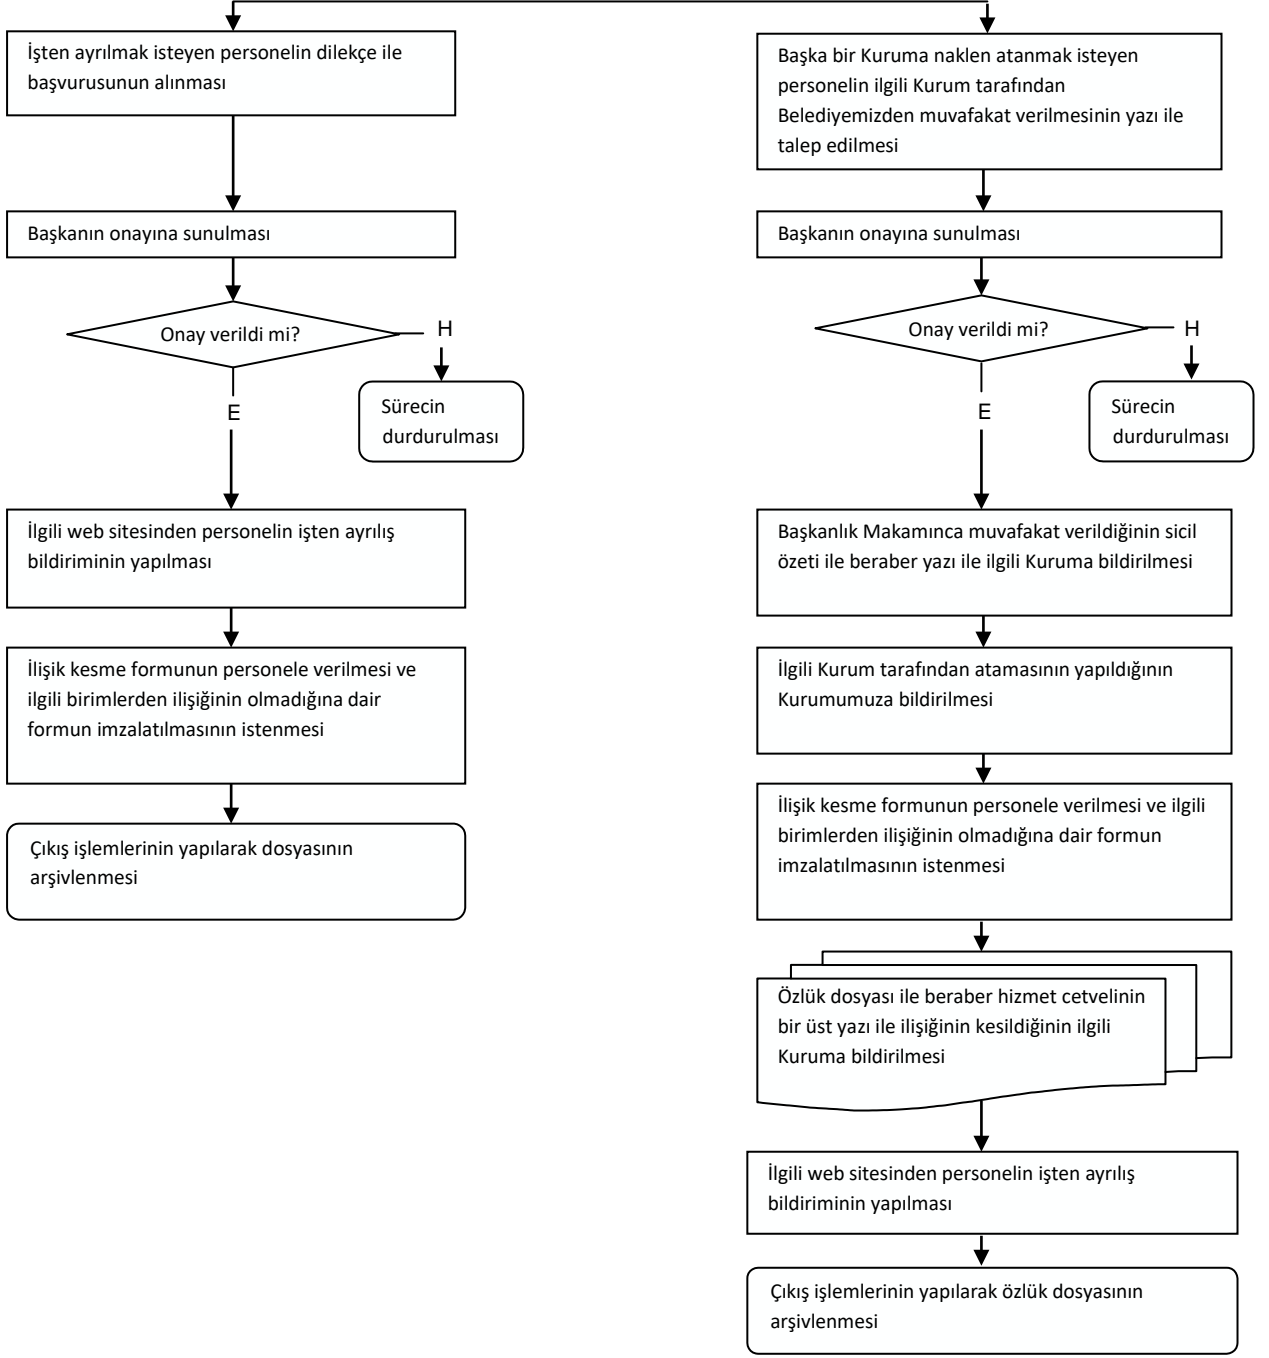 İşten ayrılmak isteyen personelin dilekçe ile
başvurusunun alınması
Başkanın onayına sunulması
Onay verildi mi?
H
Sürecin
durdurulması
E
İlgili web sitesinden personelin işten ayrılış
bildiriminin yapılması
İlişik kesme formunun personele verilmesi ve
ilgili birimlerden ilişiğinin olmadığına dair
formun imzalatılmasının istenmesi
Çıkış işlemlerinin yapılarak dosyasının
arşivlenmesi
Başka bir Kuruma naklen atanmak isteyen
personelin ilgili Kurum tarafından
Belediyemizden muvafakat verilmesinin yazı ile
talep edilmesi
Başkanın onayına sunulması
Onay verildi mi?
H
Sürecin
durdurulması
E
Başkanlık Makamınca muvafakat verildiğinin sicil
özeti ile beraber yazı ile ilgili Kuruma bildirilmesi
İlgili Kurum tarafından atamasının yapıldığının
Kurumumuza bildirilmesi
İlişik kesme formunun personele verilmesi ve ilgili
birimlerden ilişiğinin olmadığına dair formun
imzalatılmasının istenmesi
Özlük dosyası ile beraber hizmet cetvelinin
bir üst yazı ile ilişiğinin kesildiğinin ilgili
Kuruma bildirilmesi
İlgili web sitesinden personelin işten ayrılış
bildiriminin yapılması
Çıkış işlemlerinin yapılarak özlük dosyasının
arşivlenmesi